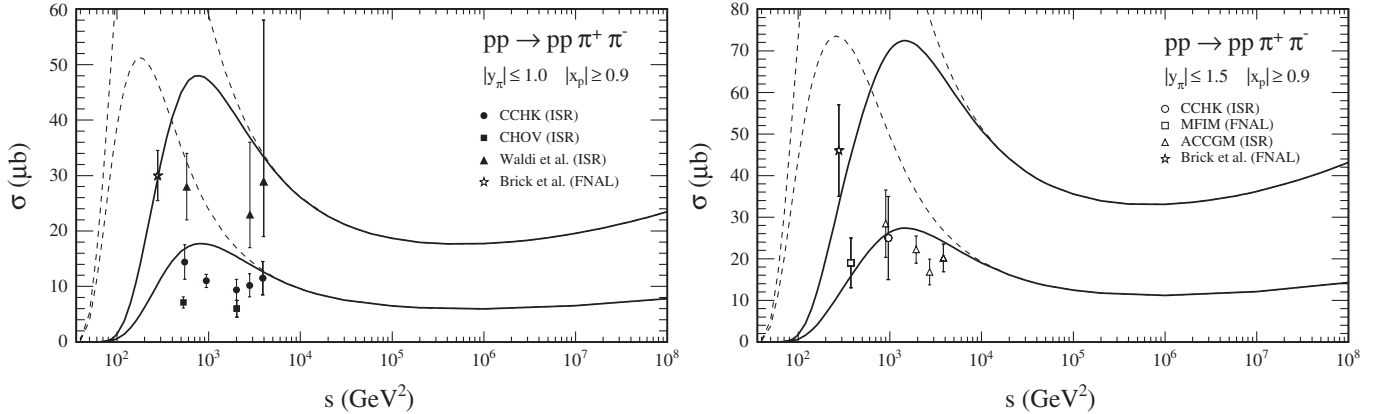 pp → pp π⁺ π⁻
|y_π| ≤ 1.0 |x_p| ≥ 0.9
CCHK (ISR)
CHOV (ISR)
Waldi et al. (ISR)
Brick et al. (FNAL)
σ (μb)
60
50
40
30
20
10
0
10² 10³ 10⁴ 10⁵ 10⁶ 10⁷ 10⁸
s (GeV²)
pp → pp π⁺ π⁻
|y_π| ≤ 1.5 |x_p| ≥ 0.9
CCHK (ISR)
MFIM (FNAL)
ACCGM (ISR)
Brick et al. (FNAL)
σ (μb)
80
70
60
50
40
30
20
10
0
10² 10³ 10⁴ 10⁵ 10⁶ 10⁷ 10⁸
s (GeV²)